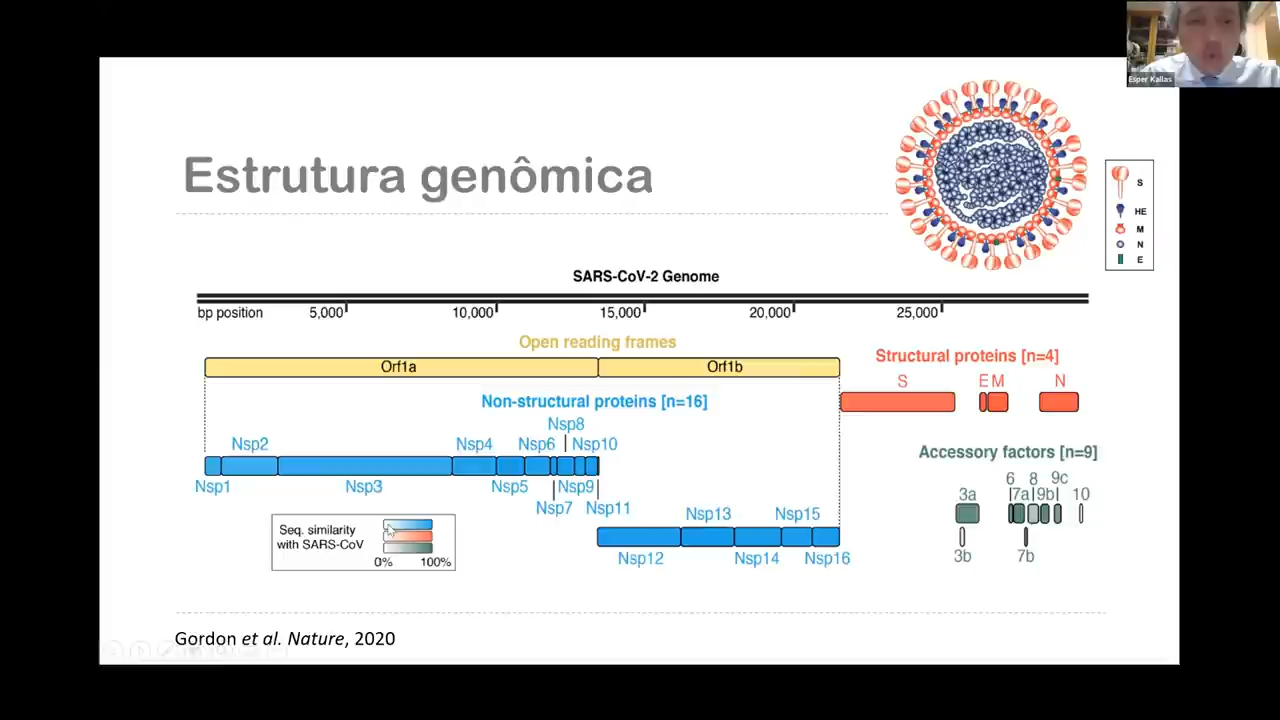 Esper Kallas
Estrutura genômica
S
HE
M
N
E
SARS-CoV-2 Genome
bp position 5,000 10,000 15,000 20,000 25,000
Open reading frames
Orf1a Orf1b
Structural proteins [n=4]
S E M N
Non-structural proteins [n=16]
Nsp8
Nsp2 Nsp4 Nsp6 Nsp10
Nsp1 Nsp3 Nsp5 Nsp9
Nsp7 Nsp11
Nsp13 Nsp15
Nsp12 Nsp14 Nsp16
Accessory factors [n=9]
6 8 9c
3a 7a 9b 10
3b 7b
Seq. similarity
with SARS-CoV
0% 100%
Gordon et al. Nature, 2020